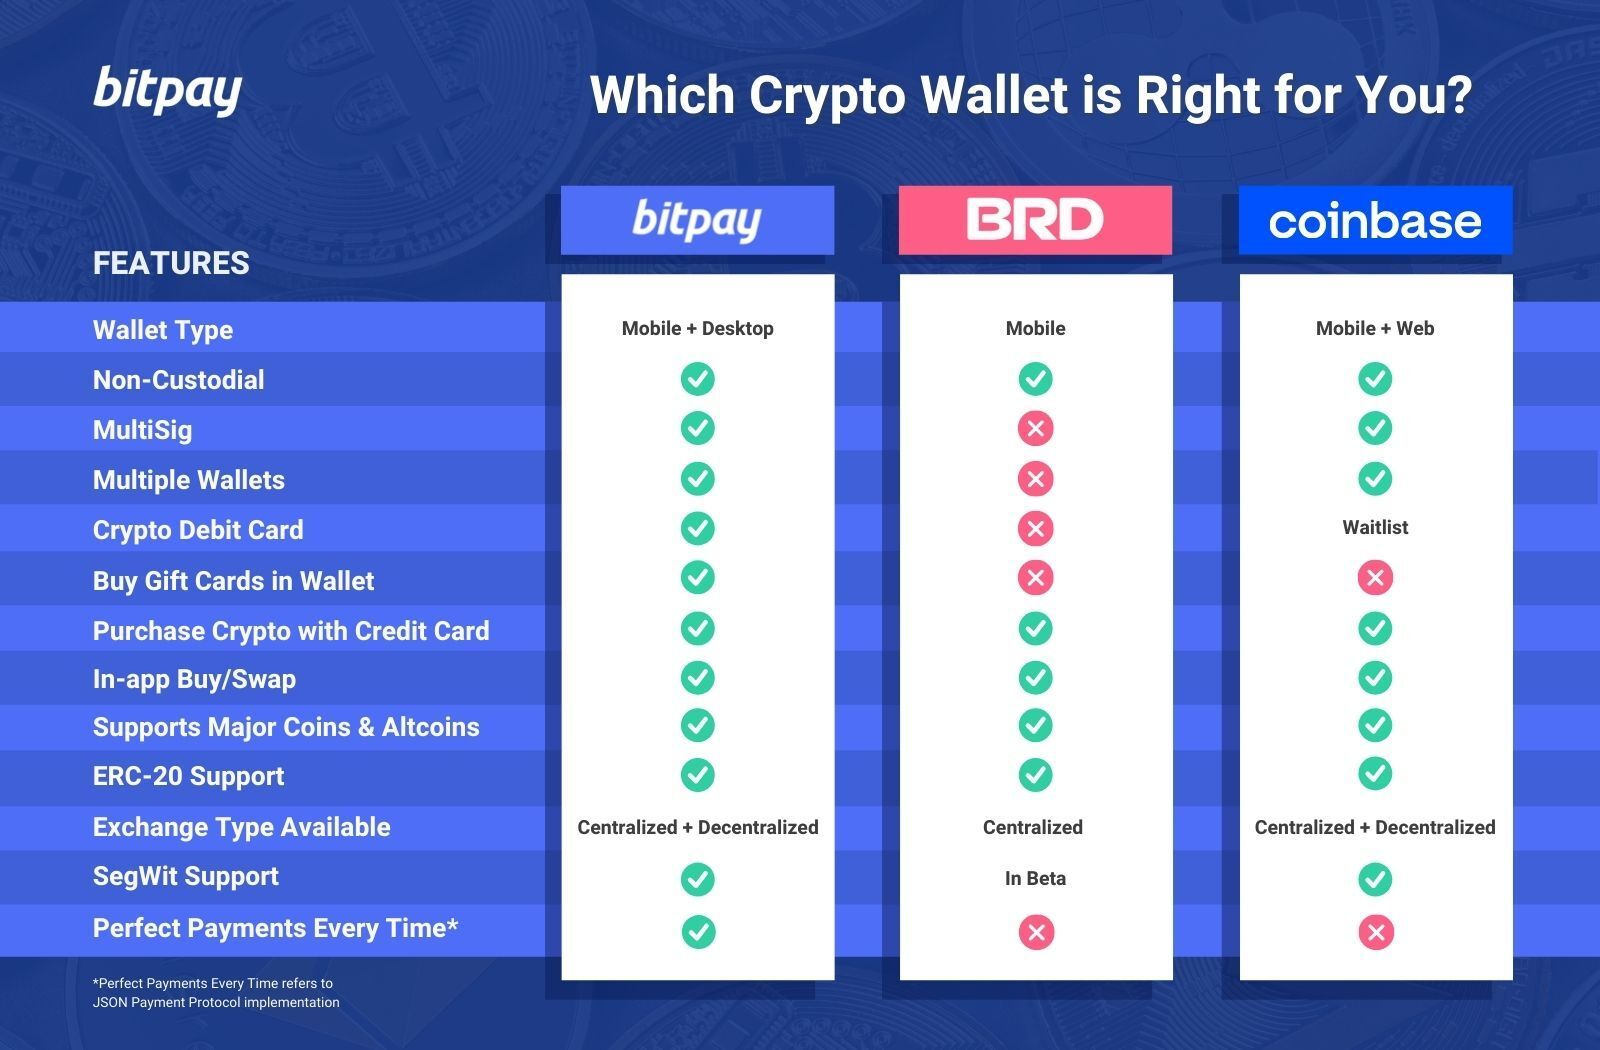 bitpay
Which Crypto Wallet is Right for You?
bitpay BRD coinbase
FEATURES
Wallet Type Mobile + Desktop Mobile Mobile + Web
Non-Custodial
MultiSig
Multiple Wallets
Crypto Debit Card Waitlist
Buy Gift Cards in Wallet
Purchase Crypto with Credit Card
In-app Buy/Swap
Supports Major Coins & Altcoins
ERC-20 Support
Exchange Type Available Centralized + Decentralized Centralized Centralized + Decentralized
SegWit Support In Beta
Perfect Payments Every Time*
*Perfect Payments Every Time refers to
JSON Payment Protocol implementation